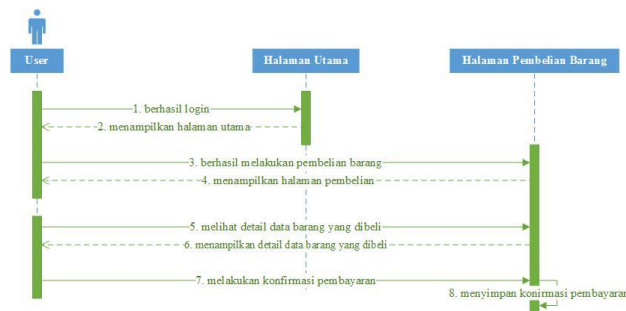 User
Halaman Utama
Halaman Pembelian Barang
1. berhasil login
2. menampilkan halaman utama
3. berhasil melakukan pembelian barang
4. menampilkan halaman pembelian
5. melihat detail data barang yang dibeli
6. menampilkan detail data barang yang dibeli
7. melakukan konfirmasi pembayaran
8. menyimpan konirmasi pembayaran